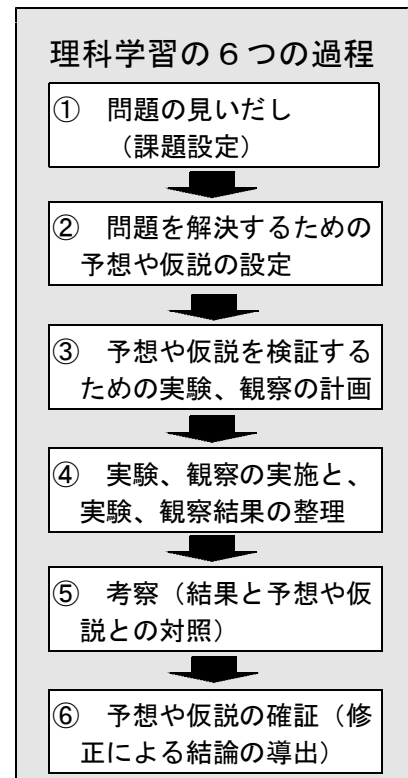 理科学習の６つの過程
① 問題の見いだし
（課題設定）
② 問題を解決するための
予想や仮説の設定
③ 予想や仮説を検証する
ための実験、観察の計画
④ 実験、観察の実施と、
実験、観察結果の整理
⑤ 考察（結果と予想や仮
説との対照）
⑥ 予想や仮説の確証（修
正による結論の導出）